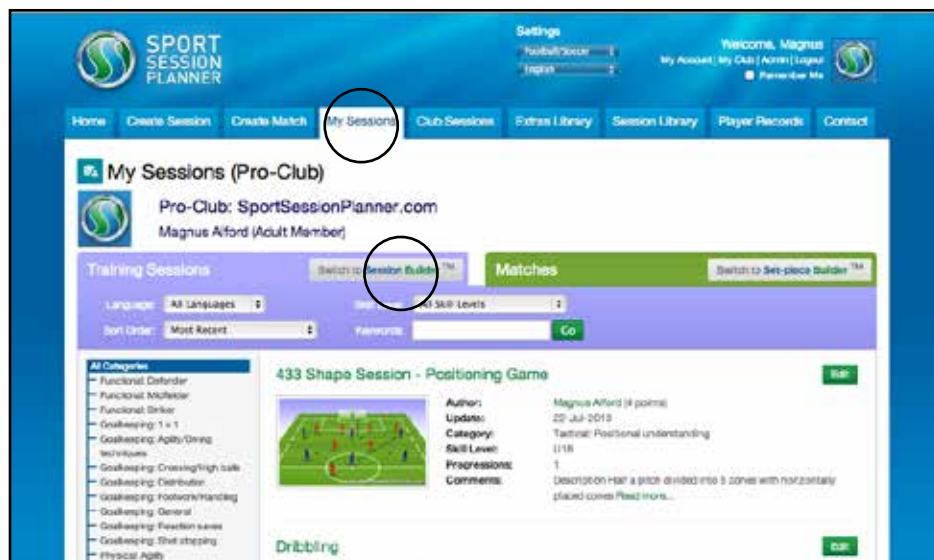 SPORT
SESSION
PLANNER
Settings
Football/Soccer
English
Welcome, Magnus
My Account | My Club | Admin | Logout
Remember Me
Home Create Session Create Match My Sessions Club Sessions Extras Library Session Library Player Records Contact
My Sessions (Pro-Club)
Pro-Club: SportSessionPlanner.com
Magnus Alford (Adult Member)
Training Sessions Switch to Session Builder ™ Matches Switch to Set-piece Builder ™
Language: All Languages All Skill Levels
Sort Order: Most Recent Keywords: Go
All Categories
Functional: Defender
Functional: Midfielder
Functional: Striker
Goalkeeping: 1 v 1
Goalkeeping: Agility/Diving
techniques
Goalkeeping: Crossing/High balls
Goalkeeping: Distribution
Goalkeeping: Footwork/Handling
Goalkeeping: General
Goalkeeping: Reaction saves
Goalkeeping: Shot stopping
Physical: Agility
433 Shape Session - Positioning Game Edit
Author: Magnus Alford (4 points)
Update: 22-Jul-2013
Category: Tactical: Positional understanding
Skill Level: U18
Progressions: 1
Comments: Description Half a pitch divided into 5 zones with horizontally
placed cones Read more...
Dribbling Edit